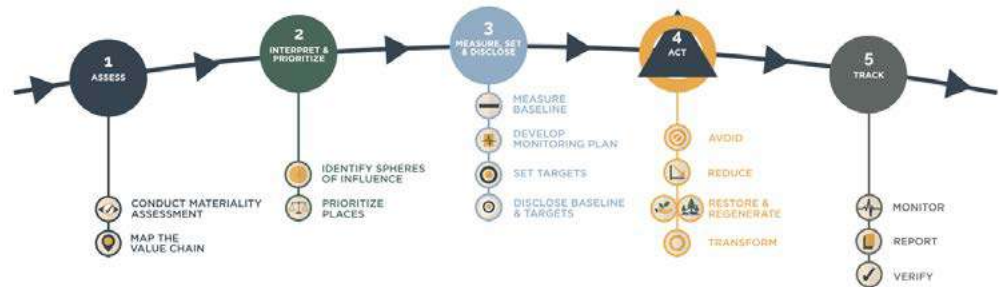 1
ASSESS
CONDUCT MATERIALITY
ASSESSMENT
MAP THE
VALUE CHAIN
2
INTERPRET &
PRIORITIZE
IDENTIFY SPHERES
OF INFLUENCE
PRIORITIZE
PLACES
3
MEASURE, SET
& DISCLOSE
MEASURE
BASELINE
DEVELOP
MONITORING PLAN
SET TARGETS
DISCLOSE BASELINE
& TARGETS
4
ACT
AVOID
REDUCE
RESTORE &
REGENERATE
TRANSFORM
5
TRACK
MONITOR
REPORT
VERIFY